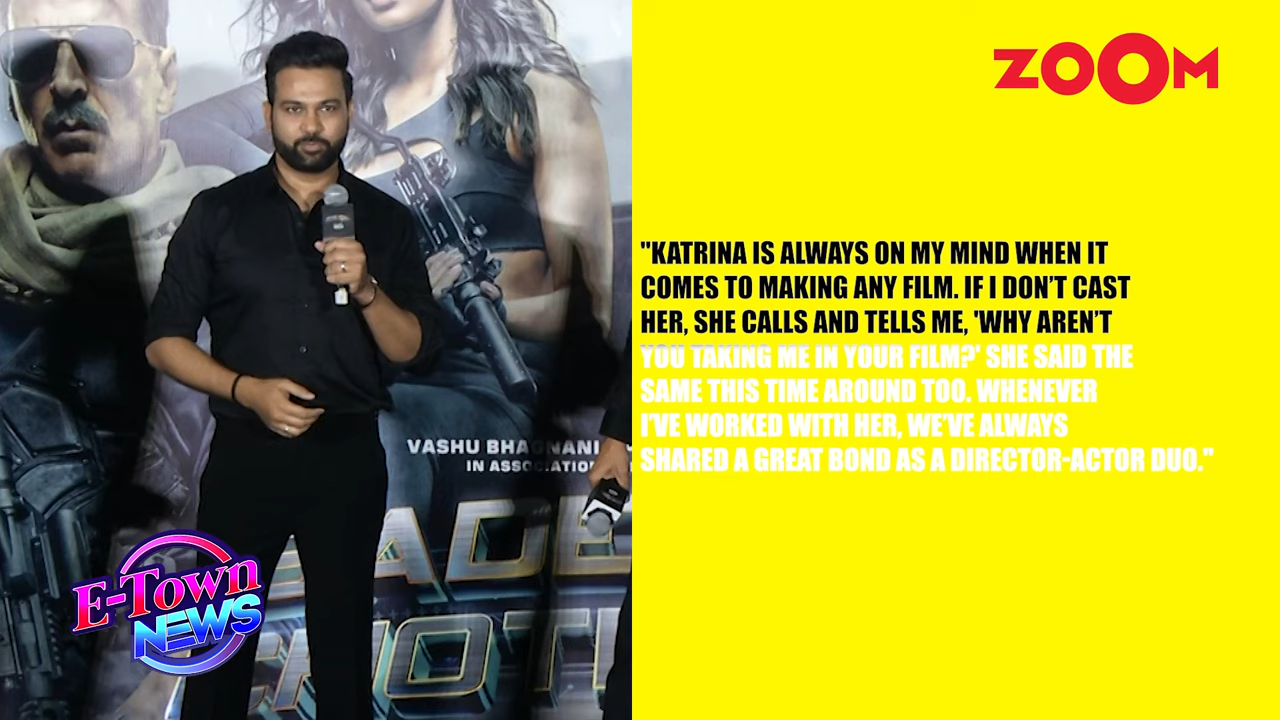 ZOOM
"KATRINA IS ALWAYS ON MY MIND WHEN IT
COMES TO MAKING ANY FILM. IF I DON'T CAST
HER, SHE CALLS AND TELLS ME, 'WHY AREN'T
YOU TAKING ME IN YOUR FILM?' SHE SAID THE
SAME THIS TIME AROUND TOO. WHENEVER
I'VE WORKED WITH HER, WE'VE ALWAYS
SHARED A GREAT BOND AS A DIRECTOR-ACTOR DUO."
VASHU BHAGNANI
IN ASSOCIATION
ADE
CHOT
E-Town
NEWS